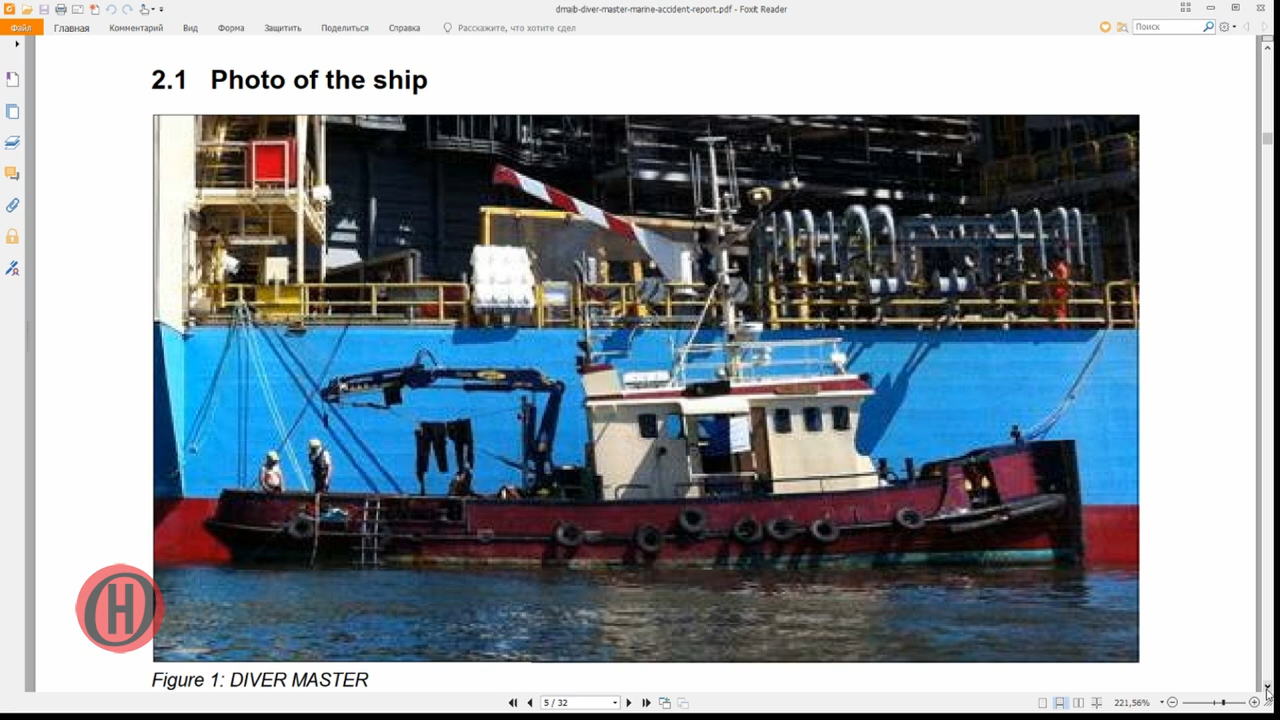 dmaib-diver-master-marine-accident-report.pdf - Foxit Reader
Файл Главная Комментарий Вид Форма Защитить Поделиться Справка Расскажите, что хотите сдел Поиск
2.1 Photo of the ship
H
Figure 1: DIVER MASTER
5 / 32 221,56%